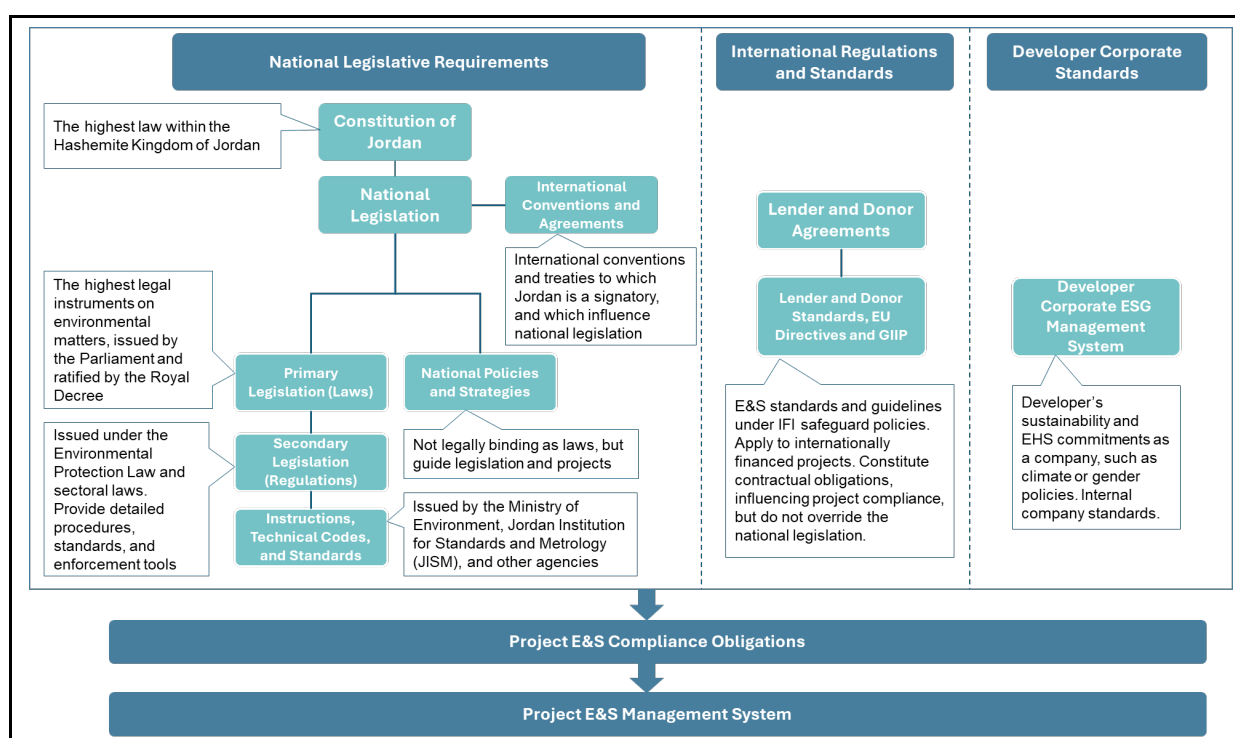 National Legislative Requirements
International Regulations
and Standards
Developer Corporate
Standards
The highest law within the
Hashemite Kingdom of Jordan
Constitution of
Jordan
National
Legislation
International
Conventions and
Agreements
International conventions
and treaties to which
Jordan is a signatory,
and which influence
national legislation
The highest legal
instruments on
environmental
matters, issued by
the Parliament and
ratified by the Royal
Decree
Primary
Legislation (Laws)
National Policies
and Strategies
Not legally binding as laws, but
guide legislation and projects
Issued under the
Environmental
Protection Law and
sectoral laws.
Provide detailed
procedures,
standards, and
enforcement tools
Secondary
Legislation
(Regulations)
Instructions,
Technical Codes,
and Standards
Issued by the Ministry of
Environment, Jordan Institution
for Standards and Metrology
(JISM), and other agencies
Lender and Donor
Agreements
Lender and Donor
Standards, EU
Directives and GIIP
E&S standards and guidelines
under IFI safeguard policies.
Apply to internationally
financed projects. Constitute
contractual obligations,
influencing project compliance,
but do not override the
national legislation.
Developer
Corporate ESG
Management
System
Developer’s
sustainability and
EHS commitments as
a company, such as
climate or gender
policies. Internal
company standards.
Project E&S Compliance Obligations
Project E&S Management System